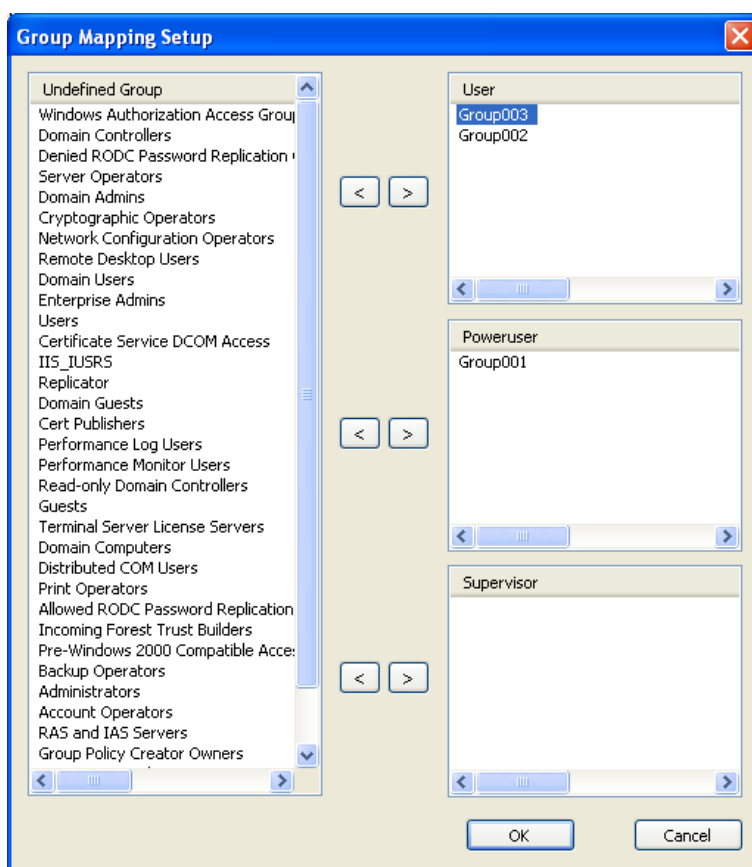 Group Mapping Setup
Undefined Group
Windows Authorization Access Grou
Domain Controllers
Denied RODC Password Replication
Server Operators
Domain Admins
Cryptographic Operators
Network Configuration Operators
Remote Desktop Users
Domain Users
Enterprise Admins
Users
Certificate Service DCOM Access
IIS_IUSRS
Replicator
Domain Guests
Cert Publishers
Performance Log Users
Performance Monitor Users
Read-only Domain Controllers
Guests
Terminal Server License Servers
Domain Computers
Distributed COM Users
Print Operators
Allowed RODC Password Replication
Incoming Forest Trust Builders
Pre-Windows 2000 Compatible Acce
Backup Operators
Administrators
Account Operators
RAS and IAS Servers
Group Policy Creator Owners
< >
User
Group003
Group002
< >
Poweruser
Group001
< >
Supervisor
OK
Cancel